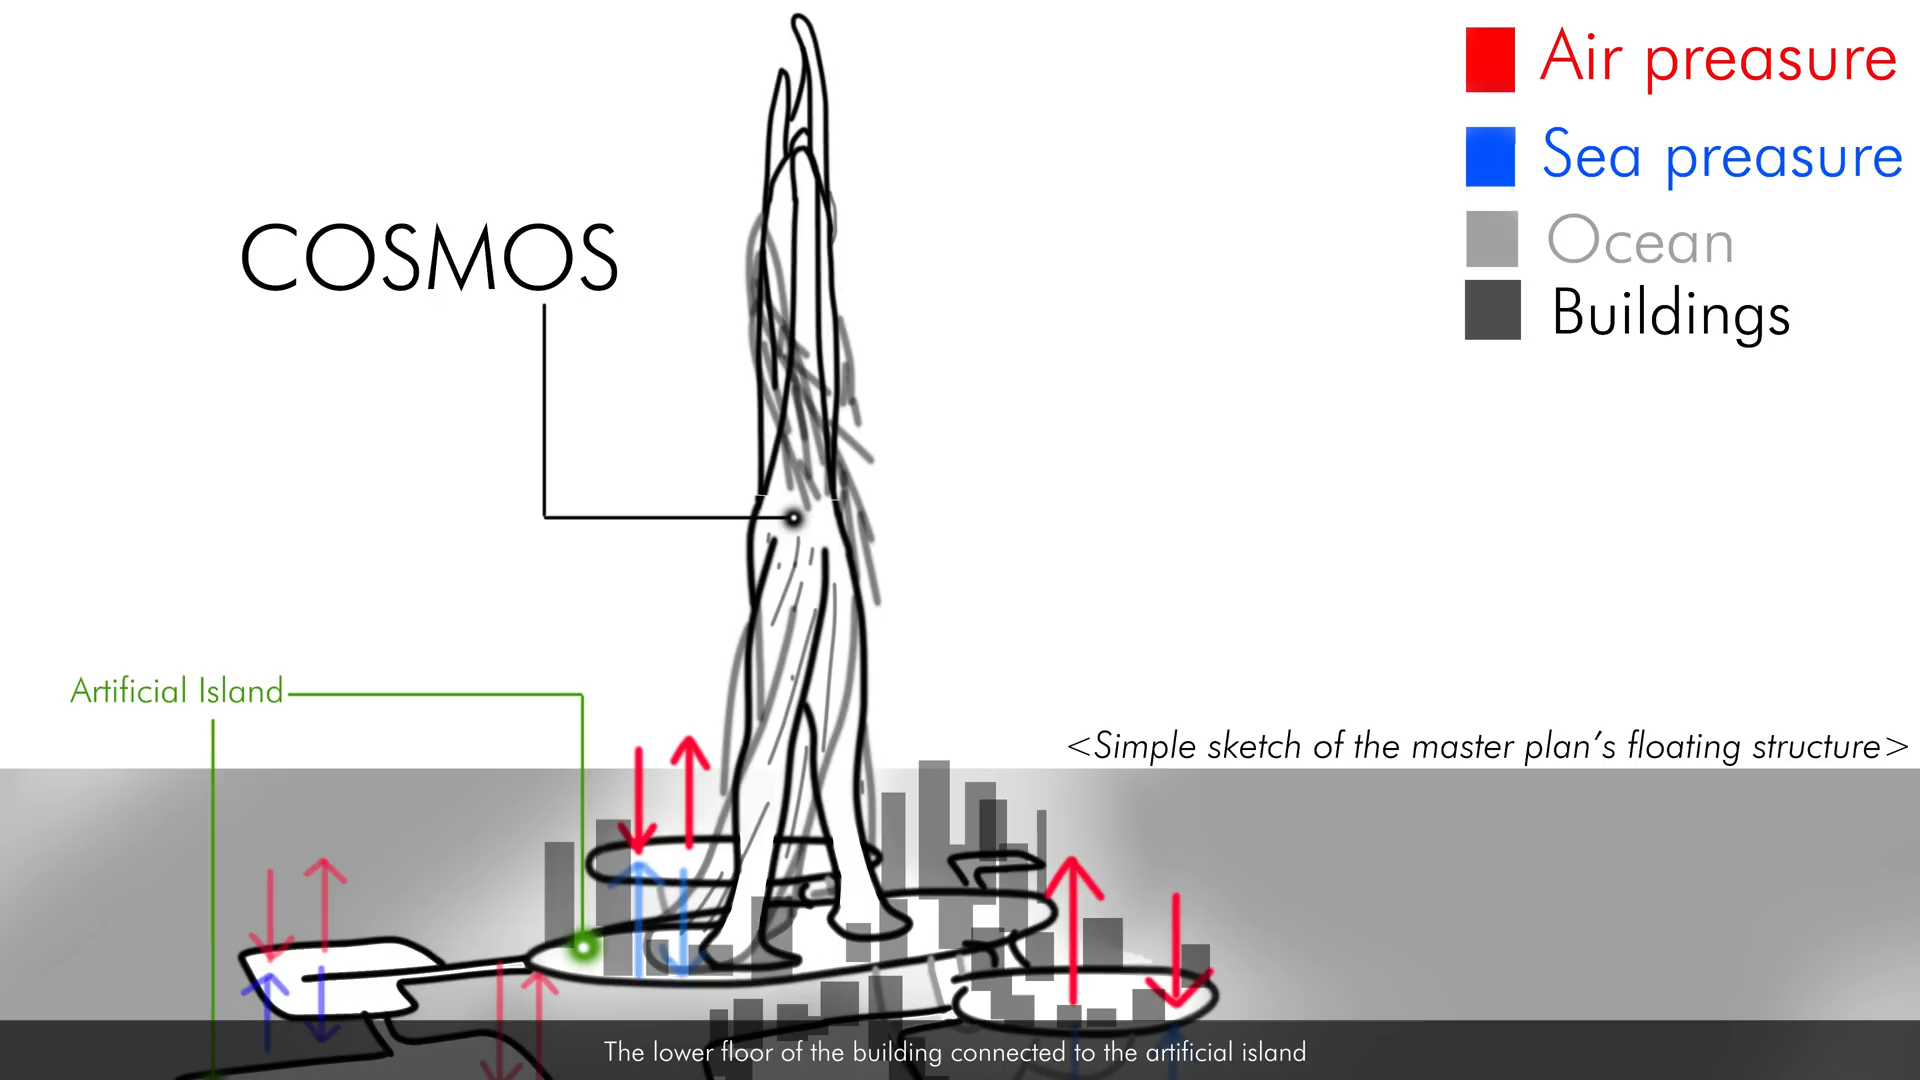 Air preasure
Sea preasure
Ocean
Buildings
COSMOS
Artificial Island
<Simple sketch of the master plan's floating structure>
The lower floor of the building connected to the artificial island